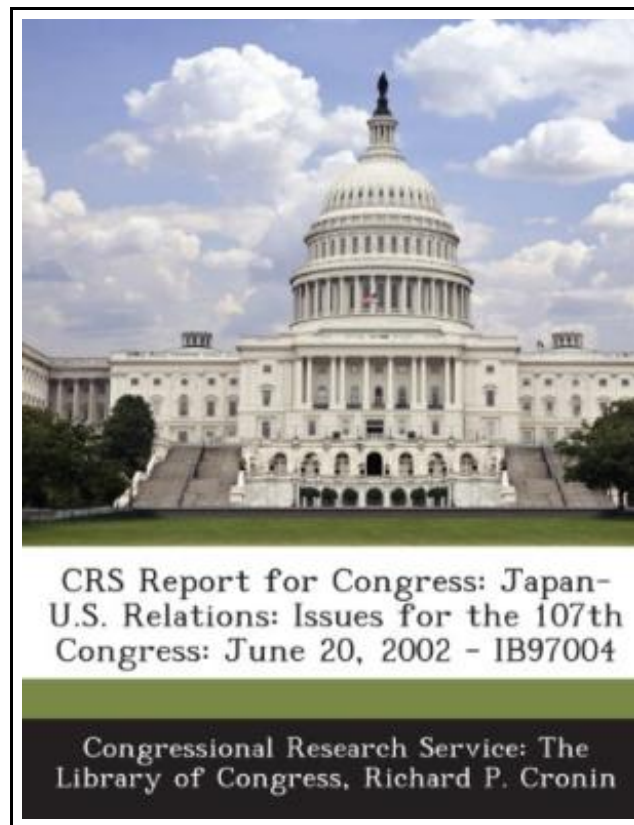 CRS Report for Congress: Japan-
U.S. Relations: Issues for the 107th
Congress: June 20, 2002 - IB97004
Congressional Research Service: The
Library of Congress, Richard P. Cronin